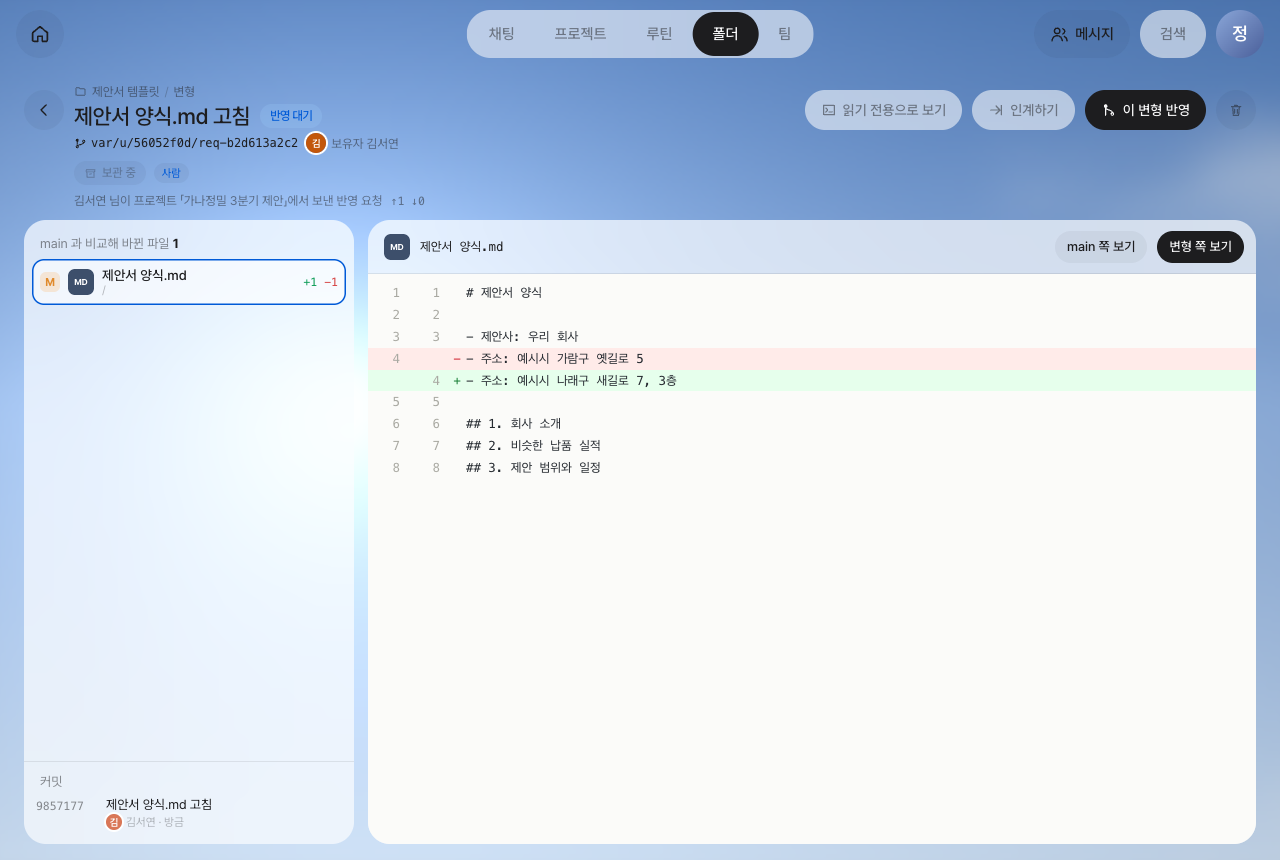 채팅 프로젝트 루틴 폴더 팀
메시지 검색 정
제안서 템플릿 / 변형
제안서 양식.md 고침 반영 대기
읽기 전용으로 보기 인계하기 이 변형 반영
var/u/56052f0d/req-b2d613a2c2 김 보유자 김서연
보관 중 사람
김서연 님이 프로젝트 「가나정밀 3분기 제안」에서 보낸 반영 요청 ↑1 ↓0
main 과 비교해 바뀐 파일 1
M MD 제안서 양식.md +1 −1
/
커밋
9857177 제안서 양식.md 고침
김 김서연 · 방금
MD 제안서 양식.md main 쪽 보기 변형 쪽 보기
1 1 # 제안서 양식
2 2
3 3 - 제안사: 우리 회사
4 − - 주소: 예시시 가람구 옛길로 5
4 + - 주소: 예시시 나래구 새길로 7, 3층
5 5
6 6 ## 1. 회사 소개
7 7 ## 2. 비슷한 납품 실적
8 8 ## 3. 제안 범위와 일정